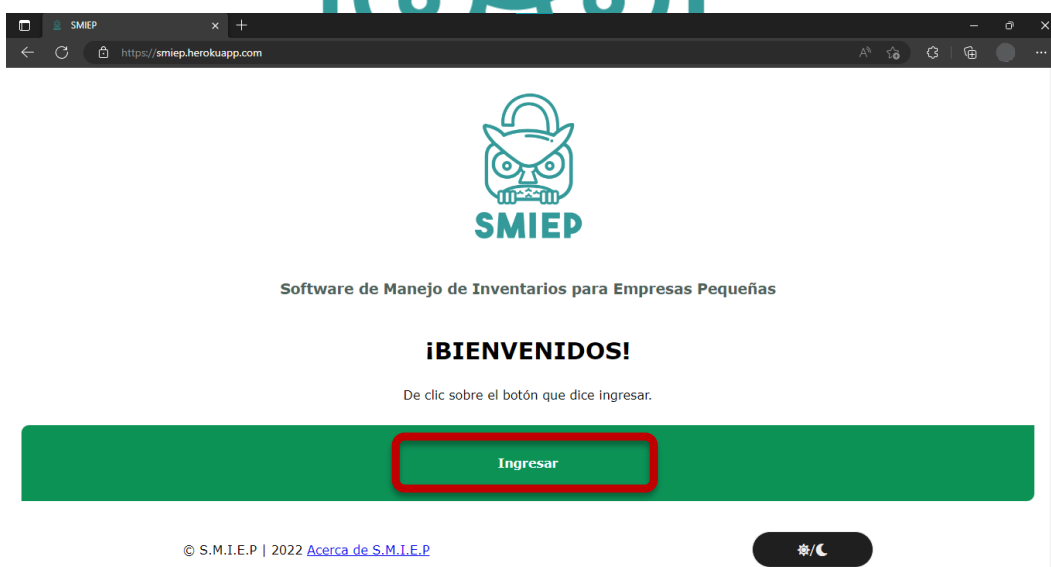 SMIEP
https://smiep.herokuapp.com
SMIEP
Software de Manejo de Inventarios para Empresas Pequeñas
¡BIENVENIDOS!
De clic sobre el botón que dice ingresar.
Ingresar
© S.M.I.E.P | 2022 Acerca de S.M.I.E.P